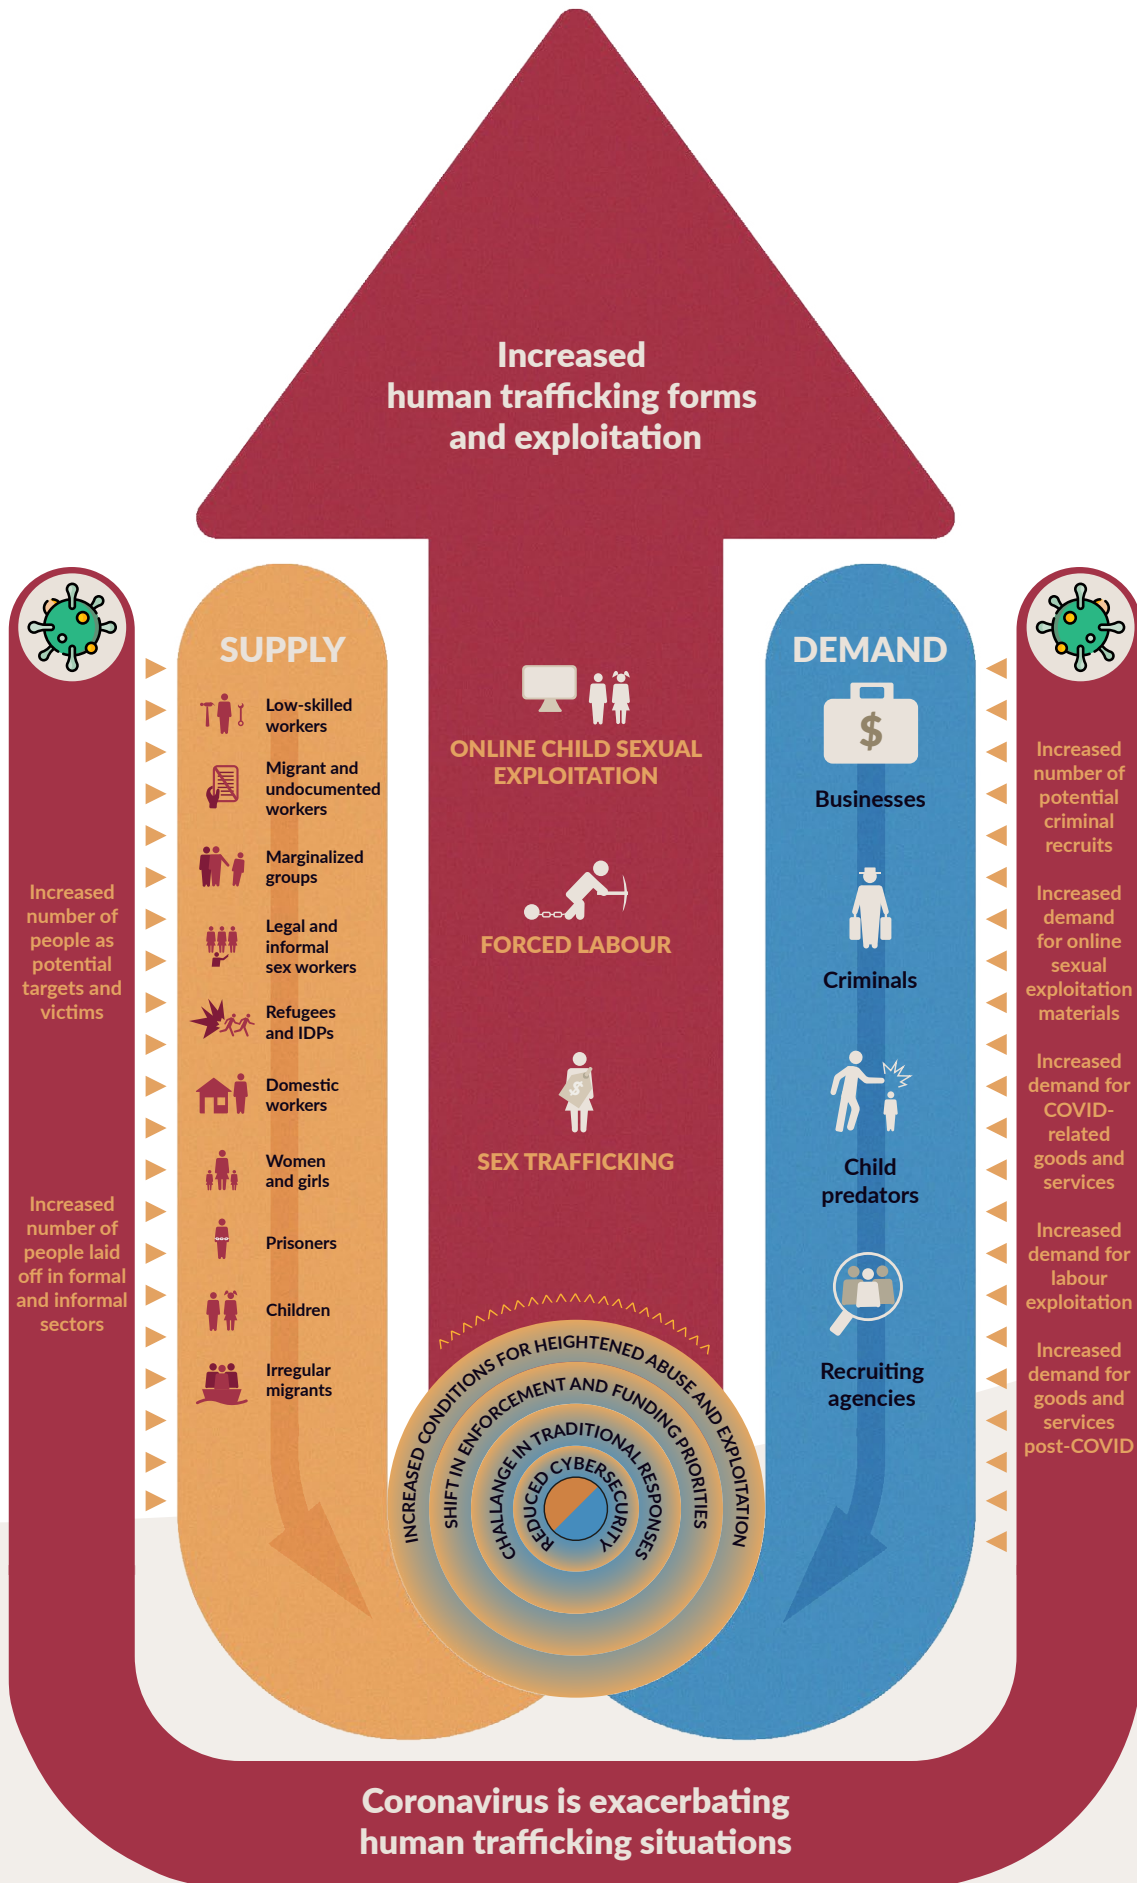 Increased
human trafficking forms
and exploitation
SUPPLY
Low-skilled
workers
Migrant and
undocumented
workers
Marginalized
groups
Legal and
informal
sex workers
Refugees
and IDPs
Domestic
workers
Women
and girls
Prisoners
Children
Irregular
migrants
ONLINE CHILD SEXUAL
EXPLOITATION
FORCED LABOUR
$
SEX TRAFFICKING
DEMAND
$
Businesses
Criminals
Child
predators
Recruiting
agencies
Increased
number of
people as
potential
targets and
victims
Increased
number of
people laid
off in formal
and informal
sectors
Increased
number of
potential
criminal
recruits
Increased
demand
for online
sexual
exploitation
materials
Increased
demand for
COVID-
related
goods and
services
Increased
demand for
labour
exploitation
Increased
demand for
goods and
services
post-COVID
INCREASED CONDITIONS FOR HEIGHTENED ABUSE AND EXPLOITATION
SHIFT IN ENFORCEMENT AND FUNDING PRIORITIES
CHALLANGE IN TRADITIONAL RESPONSES
REDUCED CYBERSECURITY
Coronavirus is exacerbating
human trafficking situations